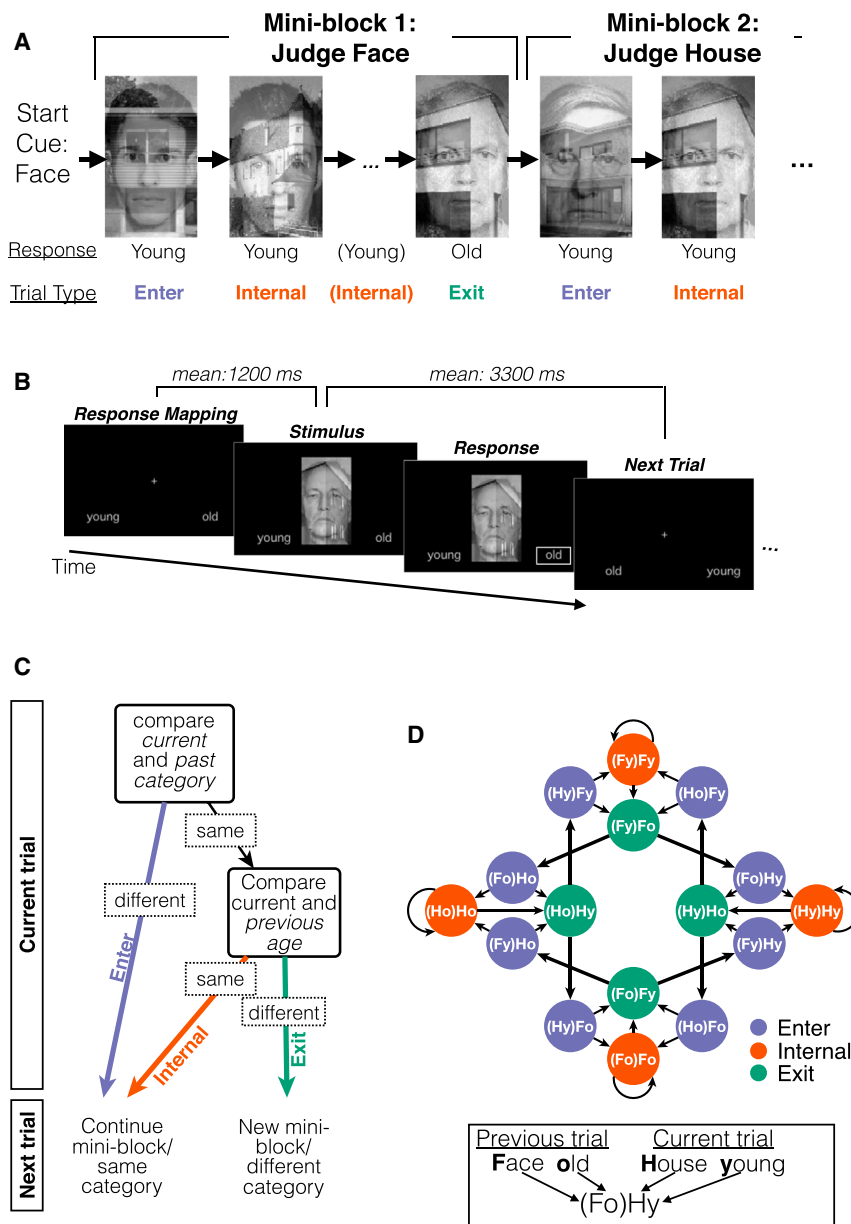 A
Mini-block 1:
Judge Face
Mini-block 2:
Judge House
Start
Cue:
Face
...
...
Response Young Young (Young) Old Young Young
Trial Type Enter Internal (Internal) Exit Enter Internal
B
mean:1200 ms
mean: 3300 ms
Response Mapping
Stimulus
Response
Next Trial
young old
young old
young old
old young
Time
...
C
Current trial
Next trial
compare
current
and past
category
same
different
Compare
current and
previous
age
same
different
Enter
Internal
Exit
Continue
mini-block/
same
category
New mini-
block/
different
category
D
(Fy)Fy
(Hy)Fy
(Ho)Fy
(Fy)Fo
(Fo)Ho
(Fo)Hy
(Ho)Ho
(Ho)Hy
(Hy)Ho
(Hy)Hy
(Fy)Ho
(Fy)Hy
(Fo)Fy
(Hy)Fo
(Ho)Fo
(Fo)Fo
Enter
Internal
Exit
Previous trial Current trial
Face old House young
(Fo)Hy